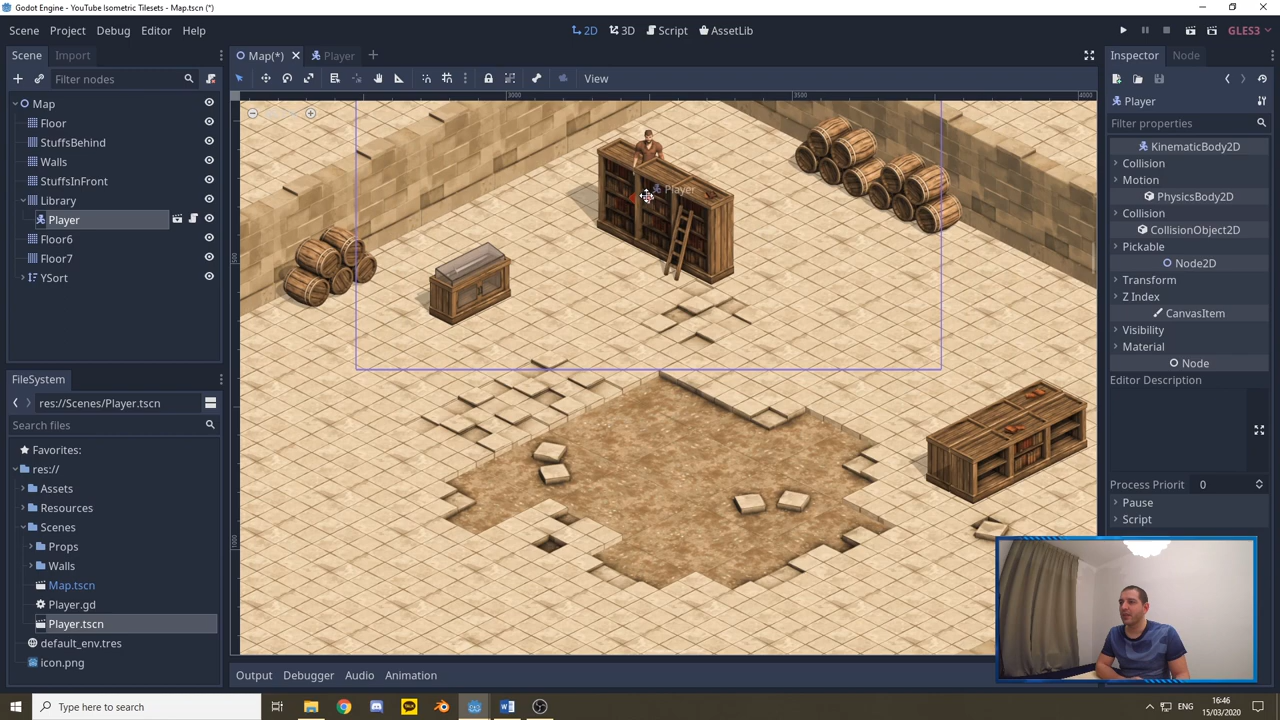 Godot Engine - YouTube Isometric Tilesets - Map.tscn (*)
Scene Project Debug Editor Help
2D 3D Script AssetLib
GLES3
Scene Import
Map(*) Player
Inspector Node
Filter nodes
View
Map
Floor
StuffsBehind
Walls
StuffsInFront
Library
Player
Floor6
Floor7
YSort
3000 3500 4000
500
1000
Player
Player
Filter properties
KinematicBody2D
Collision
Motion
PhysicsBody2D
Collision
CollisionObject2D
Pickable
Node2D
Transform
Z Index
CanvasItem
Visibility
Material
Node
Editor Description
Process Priorit 0
Pause
Script
FileSystem
res://Scenes/Player.tscn
Search files
Favorites:
res://
Assets
Resources
Scenes
Props
Walls
Map.tscn
Player.gd
Player.tscn
default_env.tres
icon.png
Output Debugger Audio Animation
Type here to search
ENG
16:46
15/03/2020